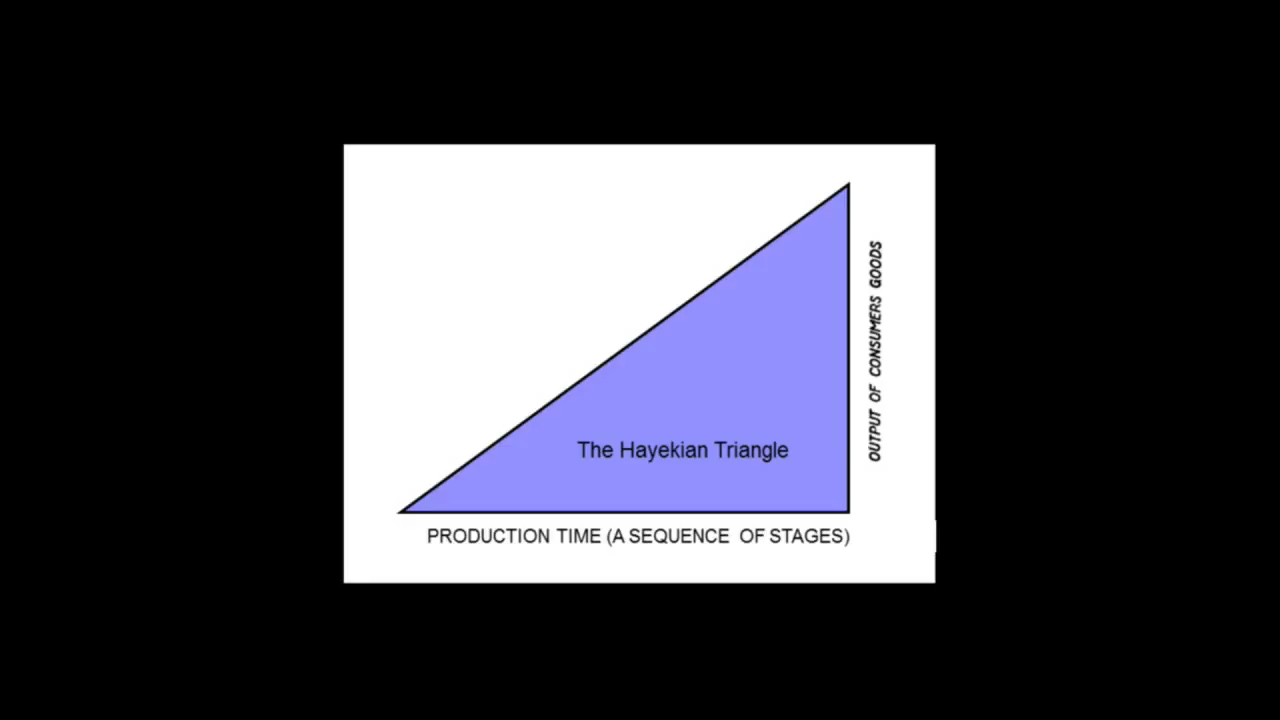 OUTPUT OF CONSUMERS GOODS
The Hayekian Triangle
PRODUCTION TIME (A SEQUENCE OF STAGES)